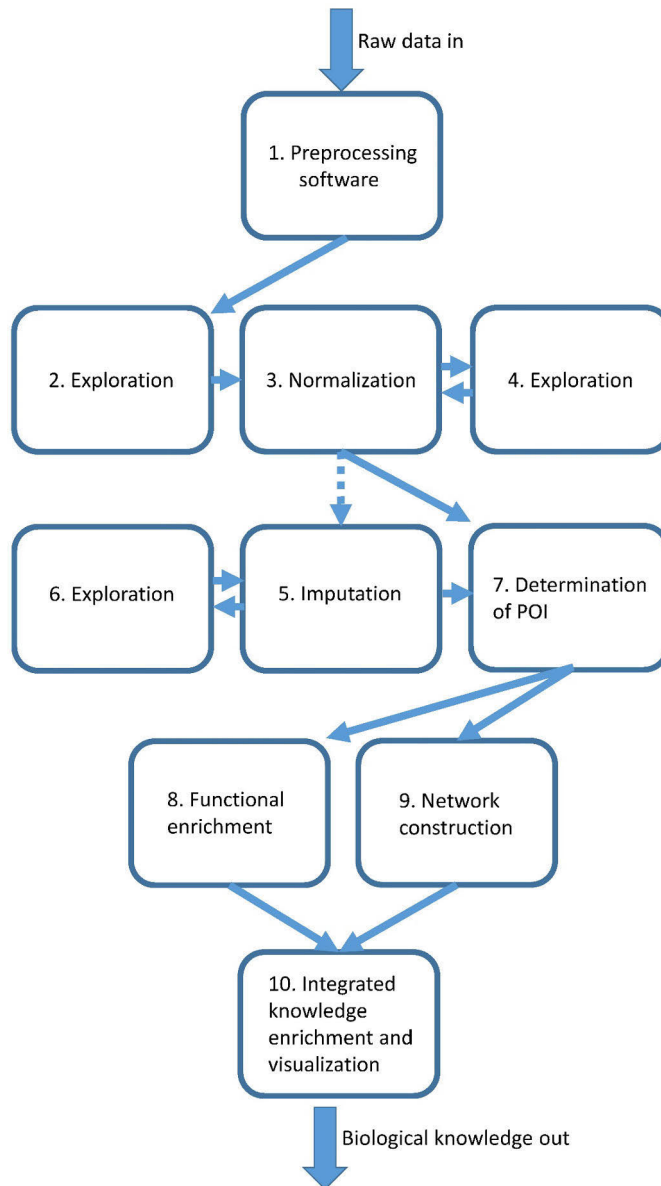 Raw data in
1. Preprocessing
software
2. Exploration
3. Normalization
4. Exploration
6. Exploration
5. Imputation
7. Determination
of POI
8. Functional
enrichment
9. Network
construction
10. Integrated
knowledge
enrichment and
visualization
Biological knowledge out